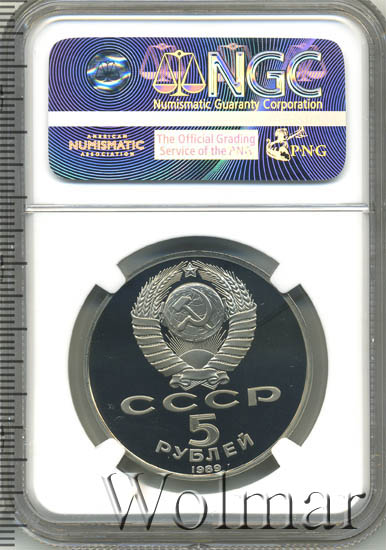 NGC
Numismatic Guaranty Corporation
AMERICAN
NUMISMATIC
ASSOCIATION
The Official Grading
Service of the PNG
PNG
СССР
5
РУБЛЕЙ
1989
Wolmar